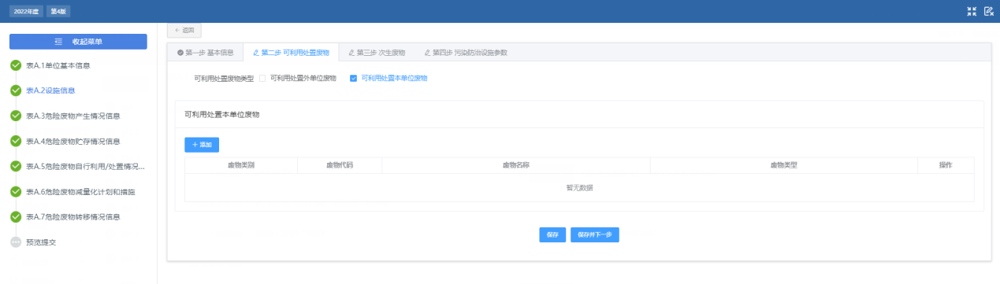 2022年度 第4版
收起菜单
表A.1单位基本信息
表A.2设施信息
表A.3危险废物产生情况信息
表A.4危险废物贮存情况信息
表A.5危险废物自行利用/处置情况...
表A.6危险废物减量化计划和措施
表A.7危险废物转移情况信息
预览提交
返回
第一步 基本信息 第二步 可利用处置废物 第三步 次生废物 第四步 污染防治设施参数
可利用处置废物类型 可利用处置外单位废物 可利用处置本单位废物
可利用处置本单位废物
添加
废物类别 废物代码 废物名称 废物类型 操作
暂无数据
保存 保存并下一步